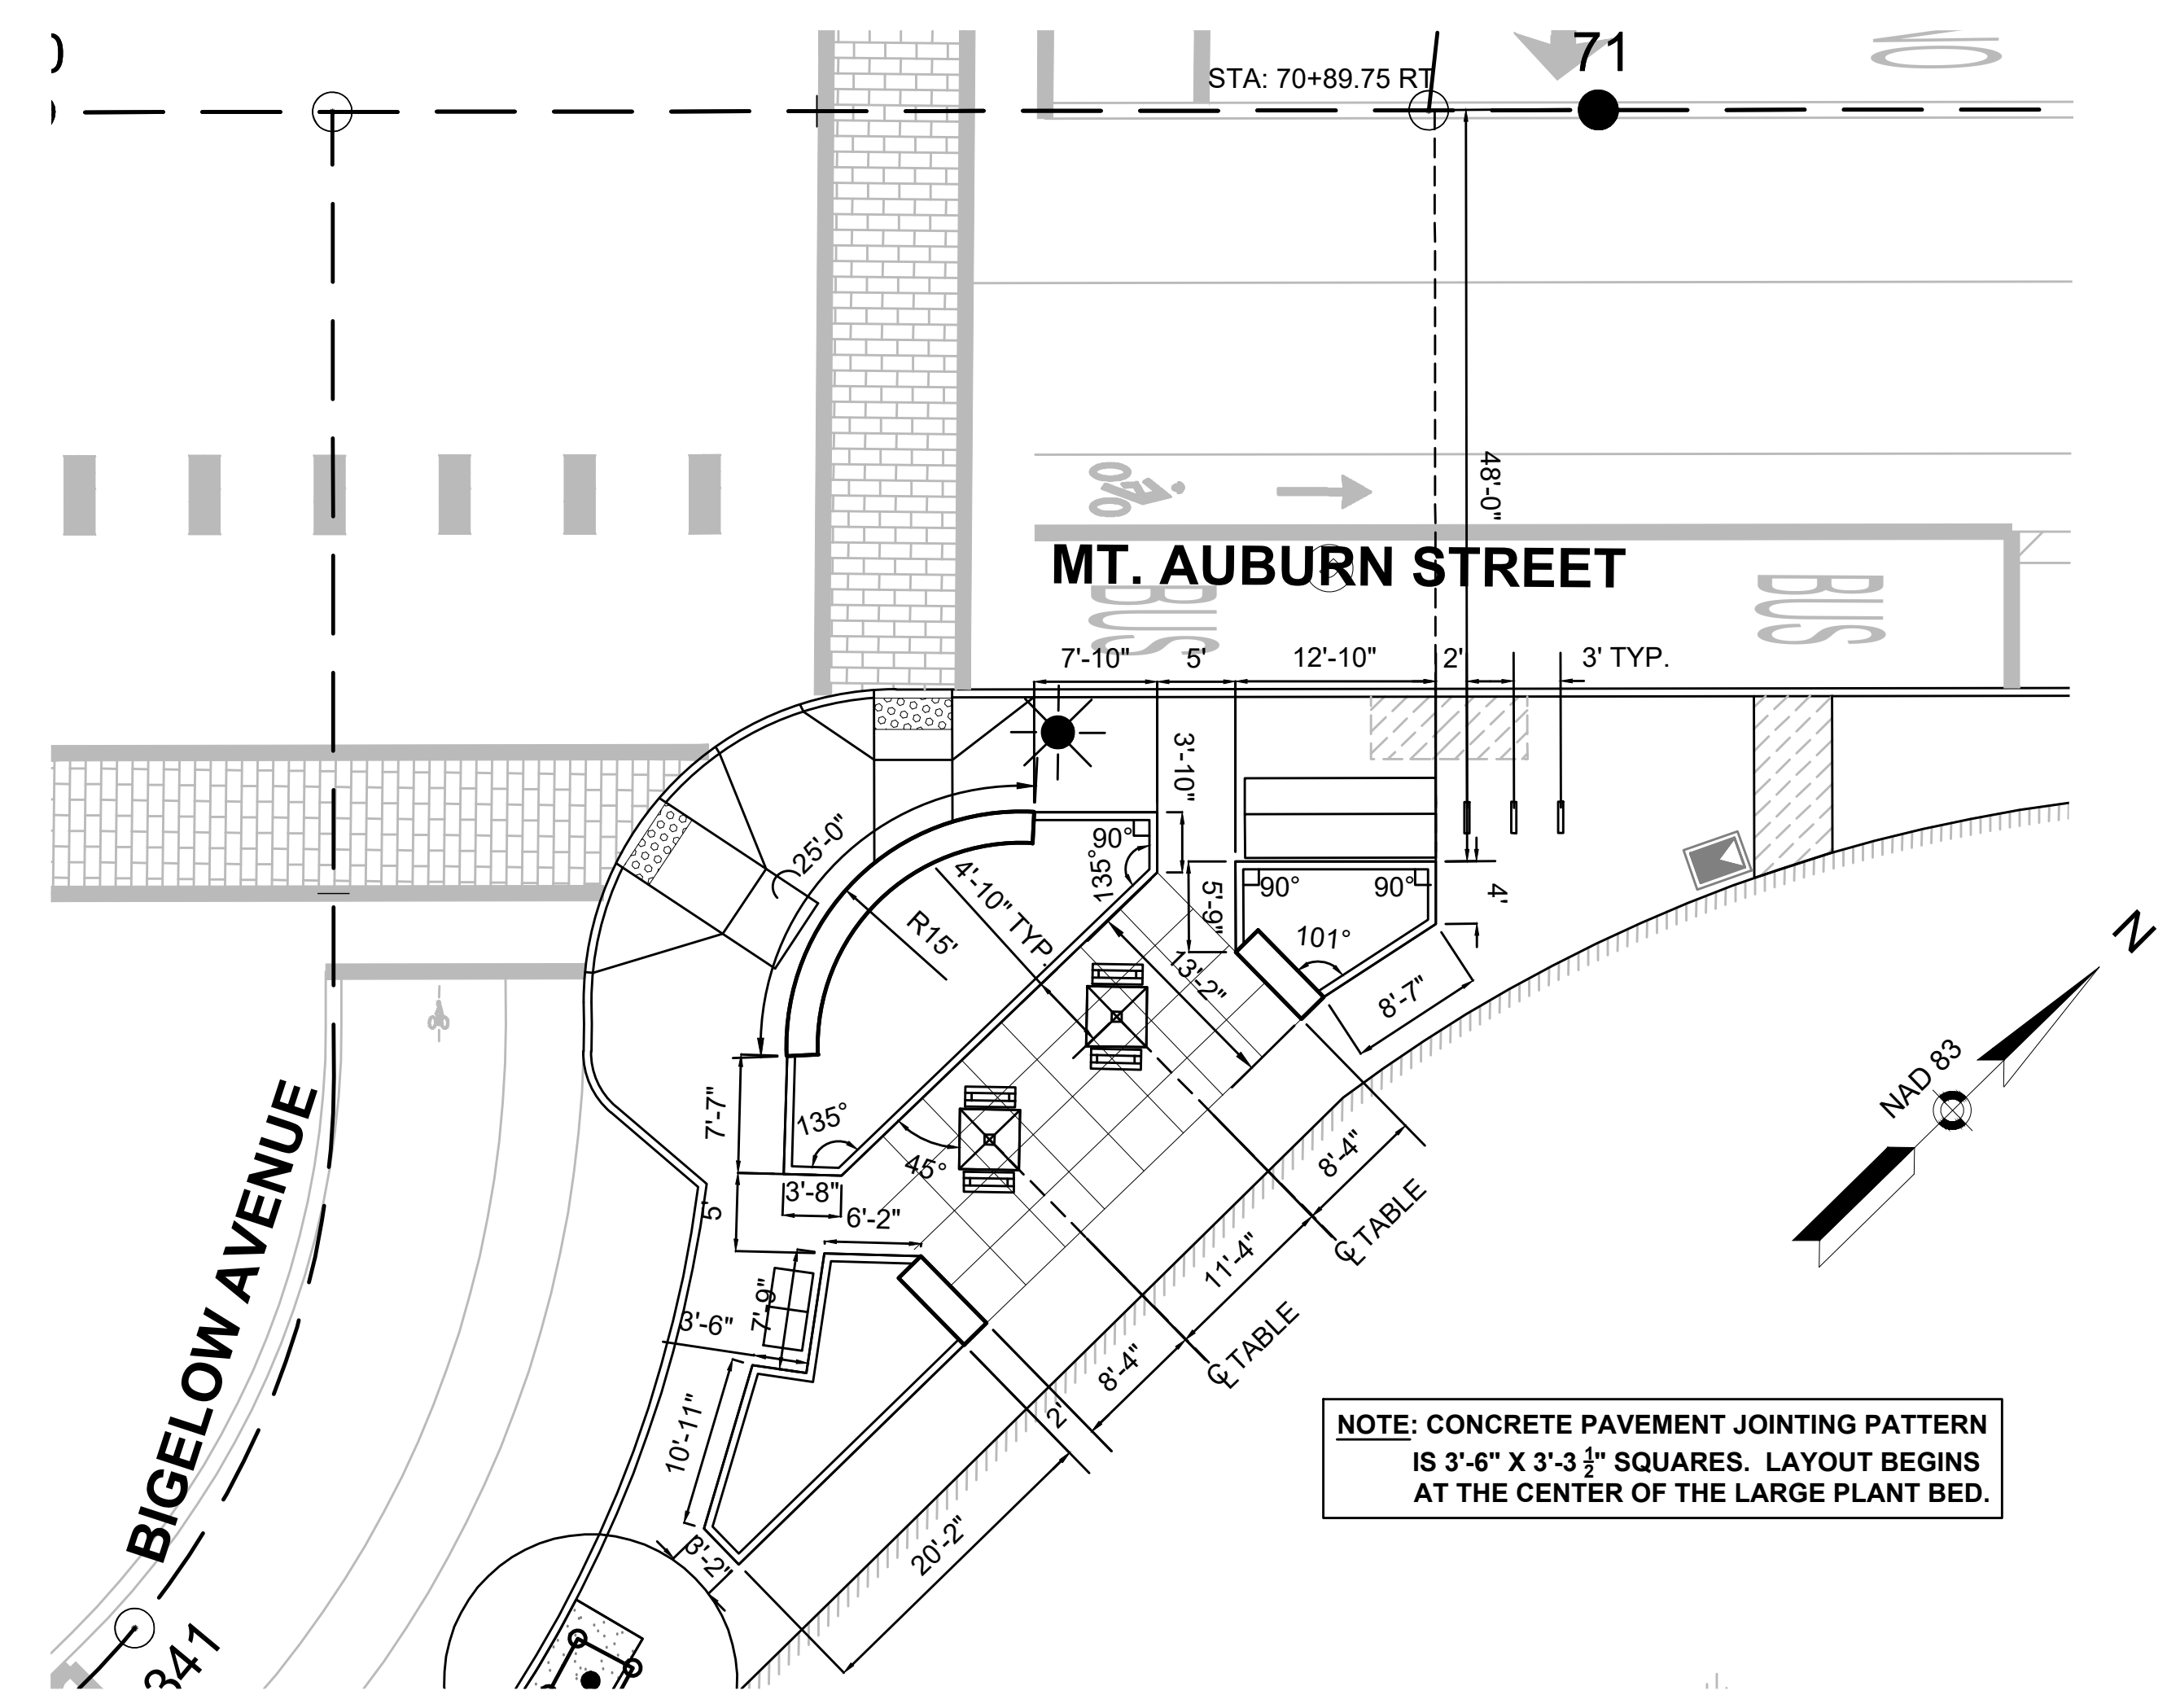 STA: 70+89.75 RT
71
48'-0"
MT. AUBURN STREET
BUS
BUS
7'-10"
5'
12'-10"
2'
3' TYP.
3'-10"
25'-0"
90°
135°
4'-10" TYP.
R15'
5'-9"
90°
90°
4'
101°
13'-2"
8'-7"
N
NAD 83
7'-7"
135°
45°
3'-8"
5'
6'-2"
8'-4"
℄ TABLE
11'-4"
℄ TABLE
7'-9"
3'-6"
8'-4"
2'
10'-11"
3'-2"
20'-2"
BIGELOW AVENUE
341
NOTE: CONCRETE PAVEMENT JOINTING PATTERN
IS 3'-6" X 3'-3 ½" SQUARES. LAYOUT BEGINS
AT THE CENTER OF THE LARGE PLANT BED.